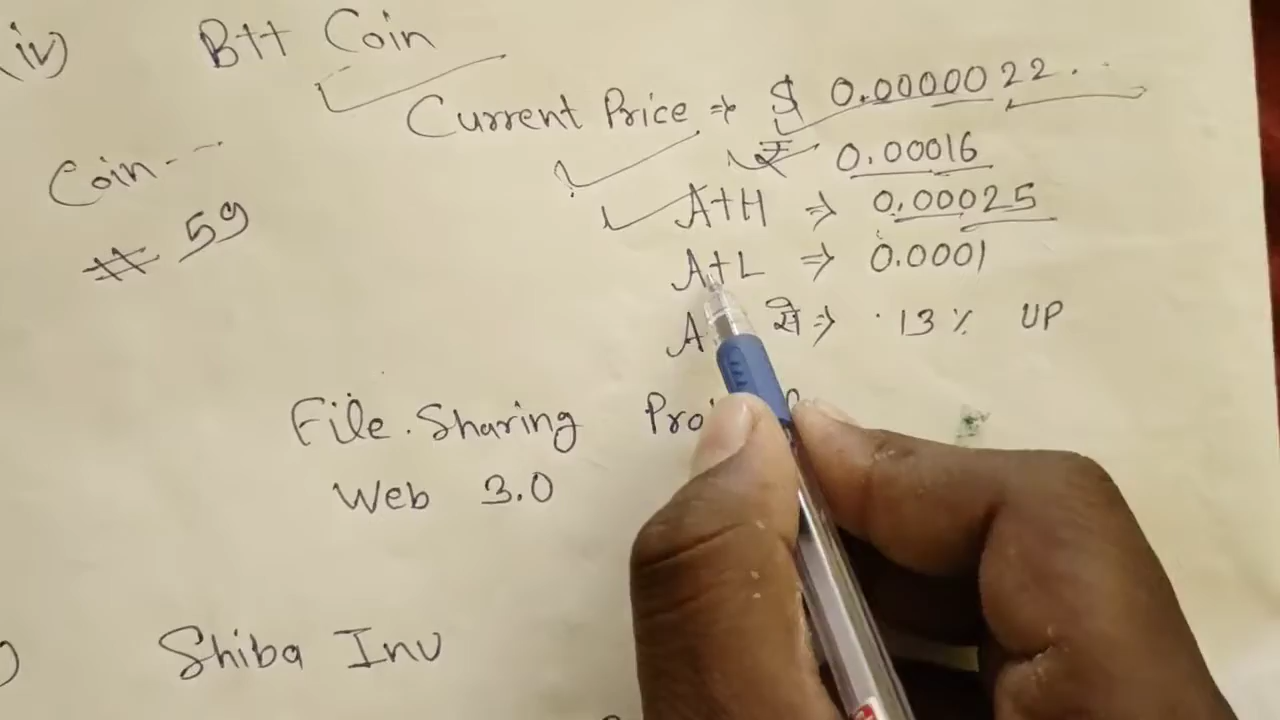 (iv) Btt Coin
Current Price ⇒ $ 0.0000022..
₹ 0.00016
Coin---
# 59
AtH ⇒ 0.00025
AtL ⇒ 0.0001
से ⇒ 13% UP
File Sharing
Web 3.0
Shiba Inu